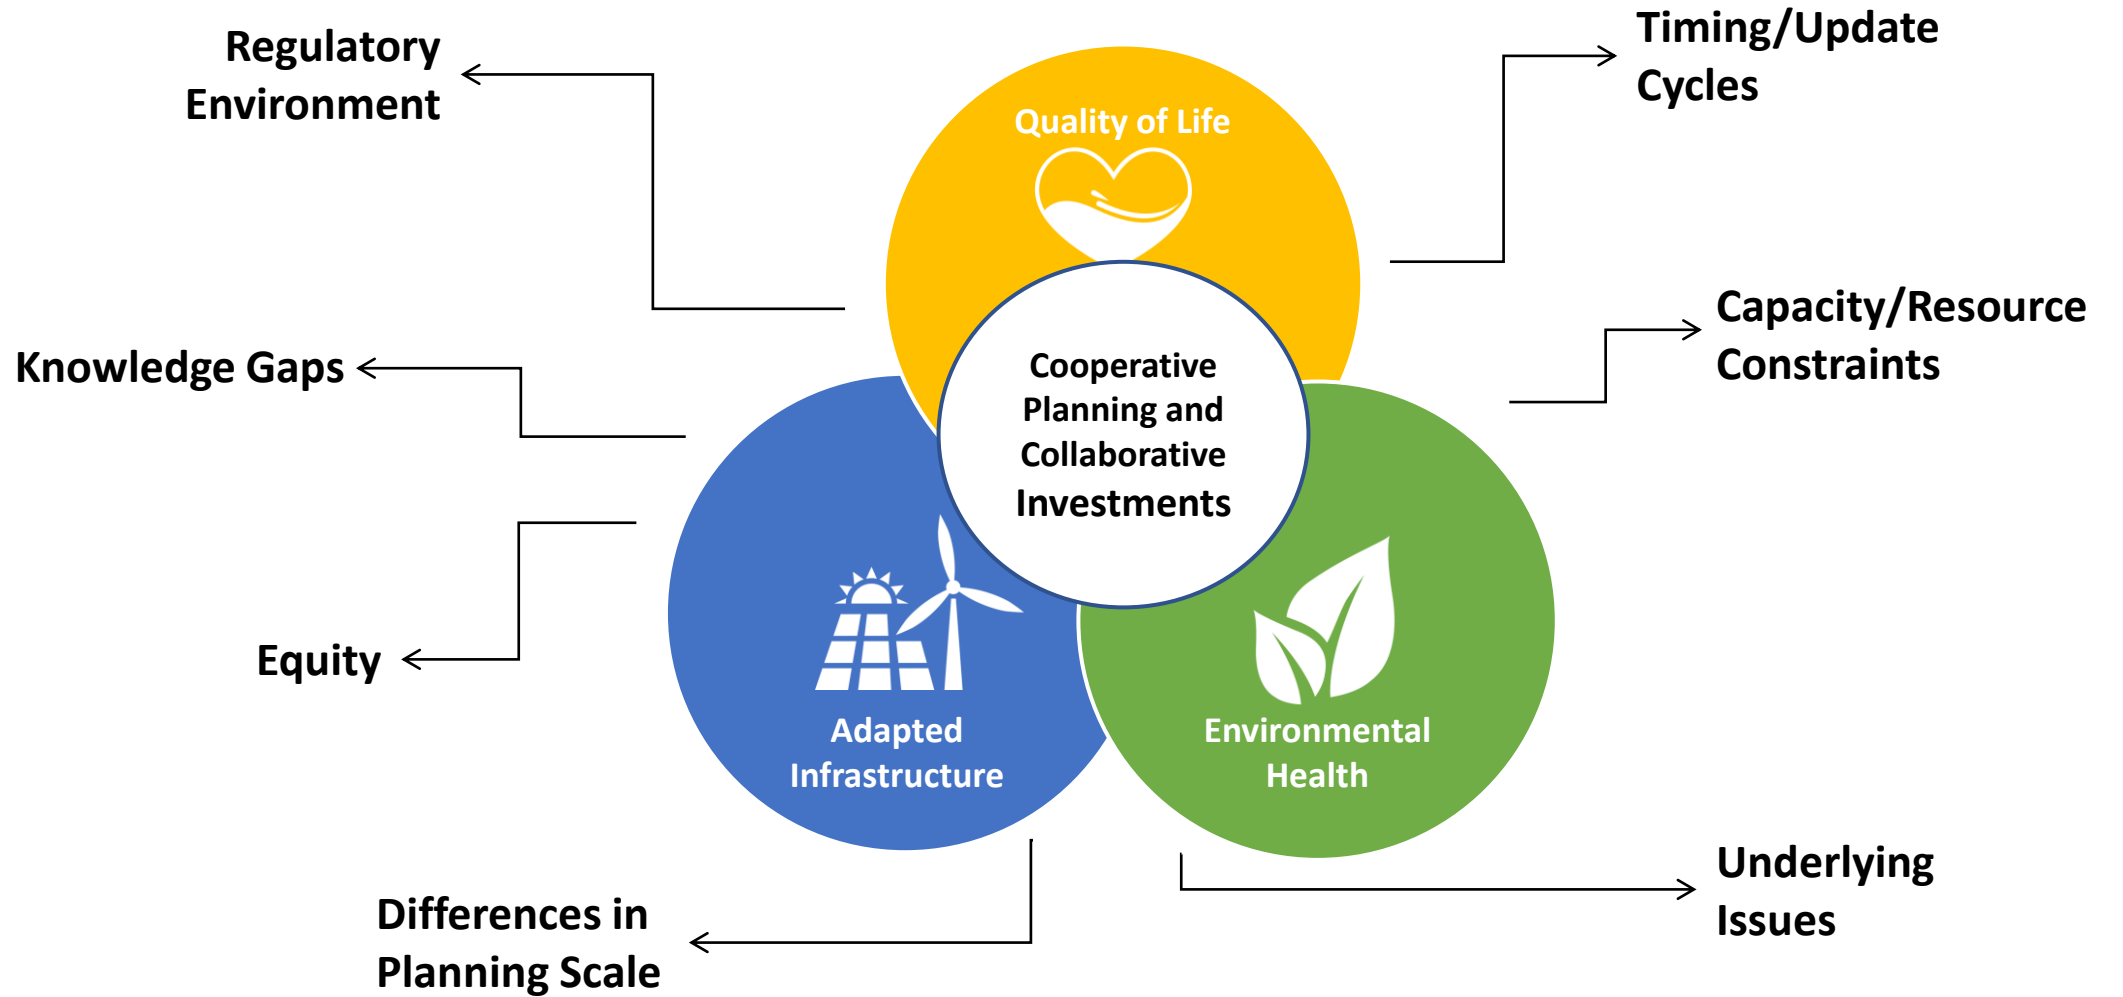 Regulatory
Environment
Timing/Update
Cycles
Quality of Life
Capacity/Resource
Constraints
Knowledge Gaps
Cooperative
Planning and
Collaborative
Investments
Equity
Adapted
Infrastructure
Environmental
Health
Underlying
Issues
Differences in
Planning Scale